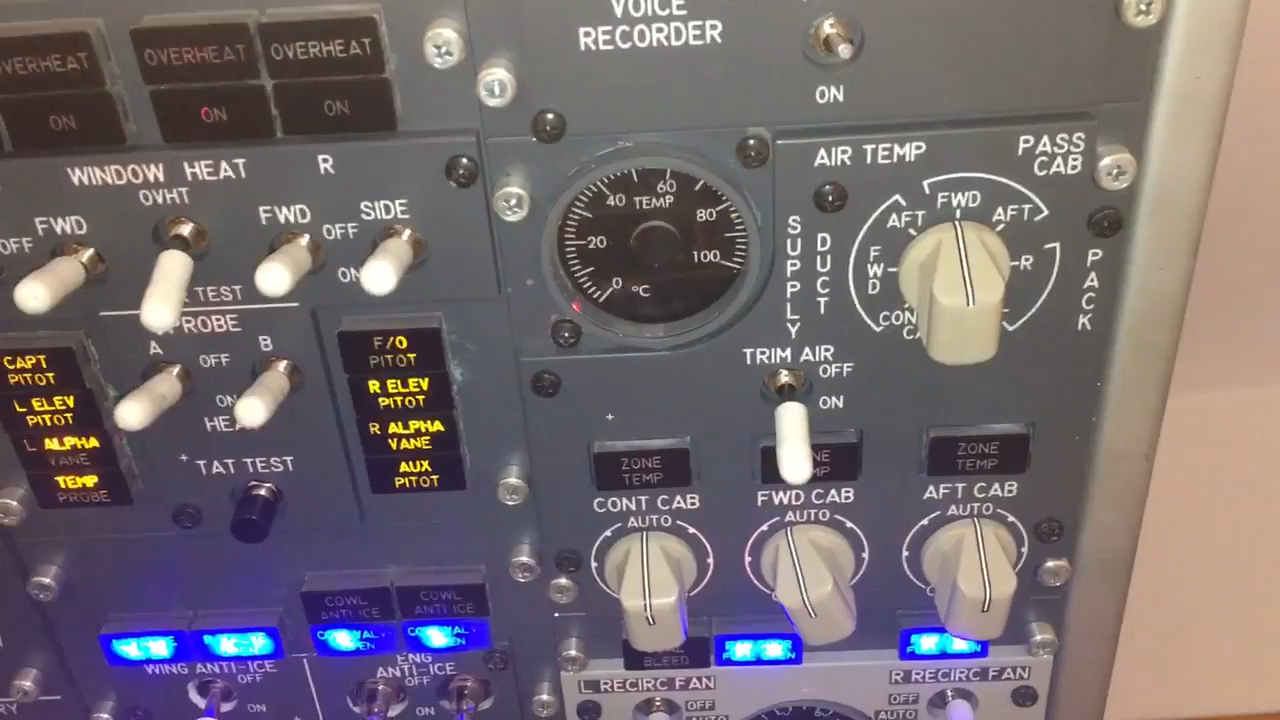 VOICE
RECORDER
ON
OVERHEAT
OVERHEAT
OVERHEAT
ON
ON
ON
WINDOW HEAT
OVHT
R
FWD
OFF
FWD
OFF
SIDE
ON
TEST
PROBE
A
OFF
B
ON
CAPT
PITOT
L ELEV
PITOT
L ALPHA
VANE
TEMP
PROBE
F/O
PITOT
R ELEV
PITOT
R ALPHA
VANE
AUX
PITOT
TAT TEST
TEMP
0
20
40
60
80
100
°C
AIR TEMP
PASS
CAB
SUPPLY
DUCT
AFT
FWD
AFT
FWD
R
PACK
TRIM AIR
OFF
ON
ZONE
TEMP
ZONE
TEMP
CONT CAB
FWD CAB
AFT CAB
AUTO
AUTO
AUTO
COWL
ANTI ICE
COWL
ANTI ICE
WING ANTI-ICE
OFF
ON
ENG
ANTI-ICE
OFF
ON
BLEED
L RECIRC FAN
OFF
AUTO
R RECIRC FAN
OFF
AUTO